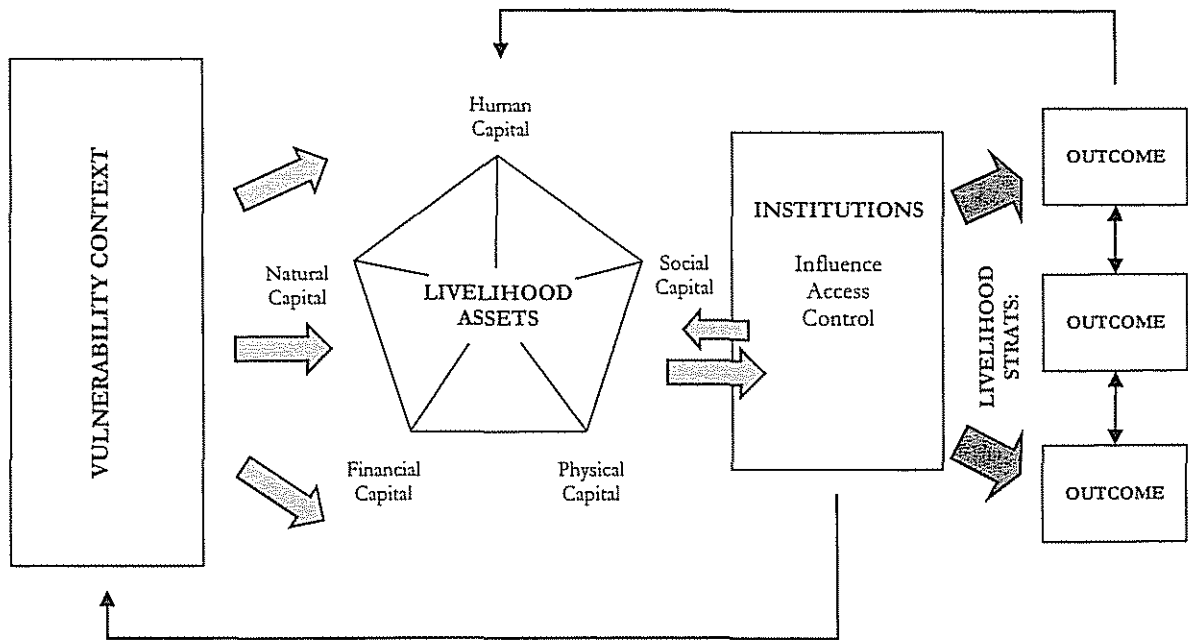 VULNERABILITY CONTEXT
Human
Capital
Natural
Capital
LIVELIHOOD
ASSETS
Social
Capital
Financial
Capital
Physical
Capital
INSTITUTIONS
Influence
Access
Control
LIVELIHOOD
STRATS:
OUTCOME
OUTCOME
OUTCOME